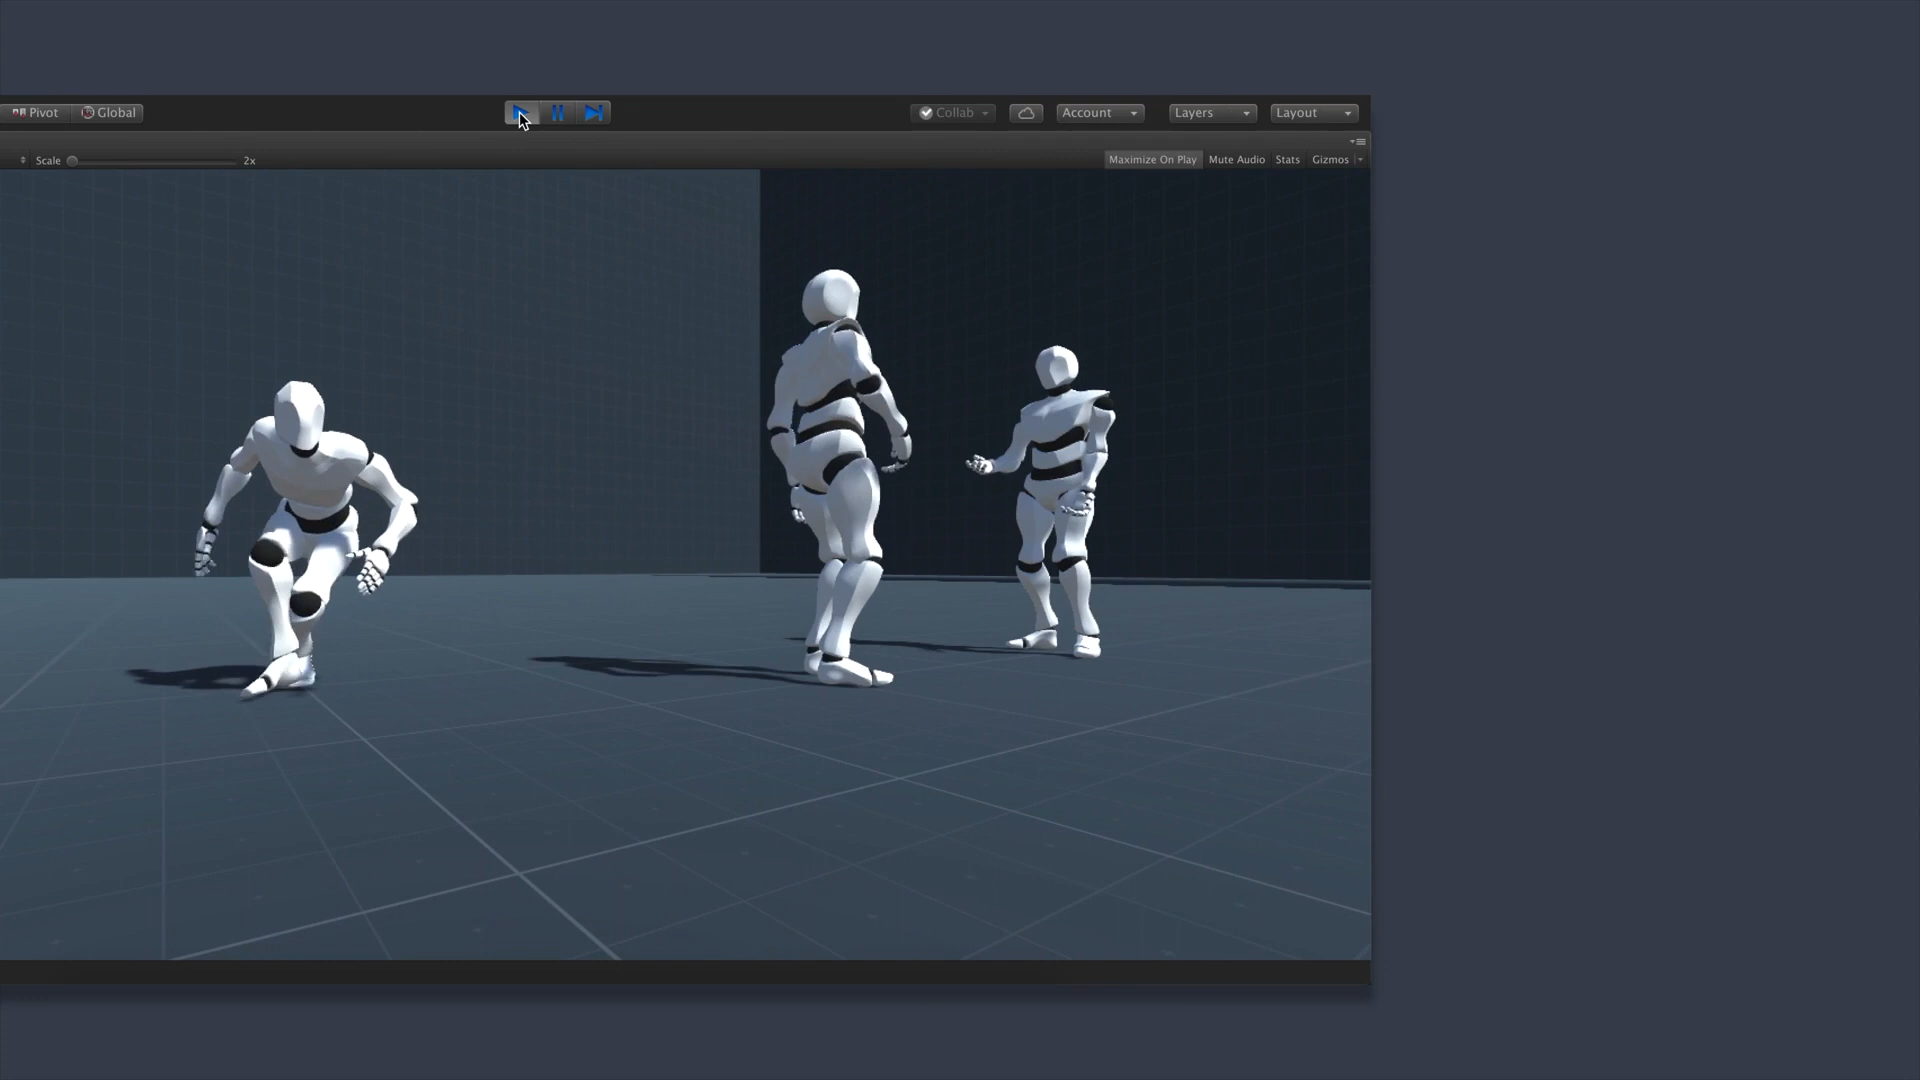 Pivot Global Collab Account Layers Layout
Scale 2x Maximize On Play Mute Audio Stats Gizmos